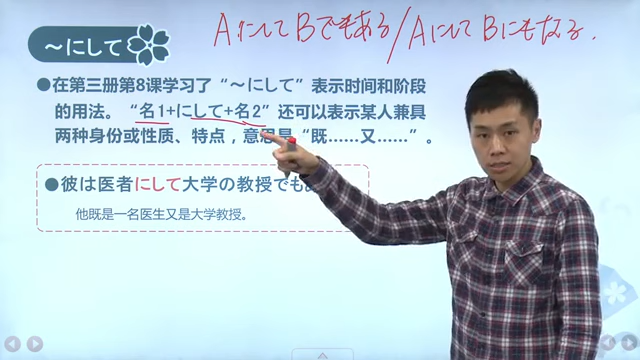 ～にして
AにしてBでもある/AにしてBにもなる.
●在第三册第8课学习了“～にして”表示时间和阶段
的用法。“名1+にして+名2”还可以表示某人兼具
两种身份或性质、特点，意思是“既……又……”。
●彼は医者にして大学の教授でも
他既是一名医生又是大学教授。